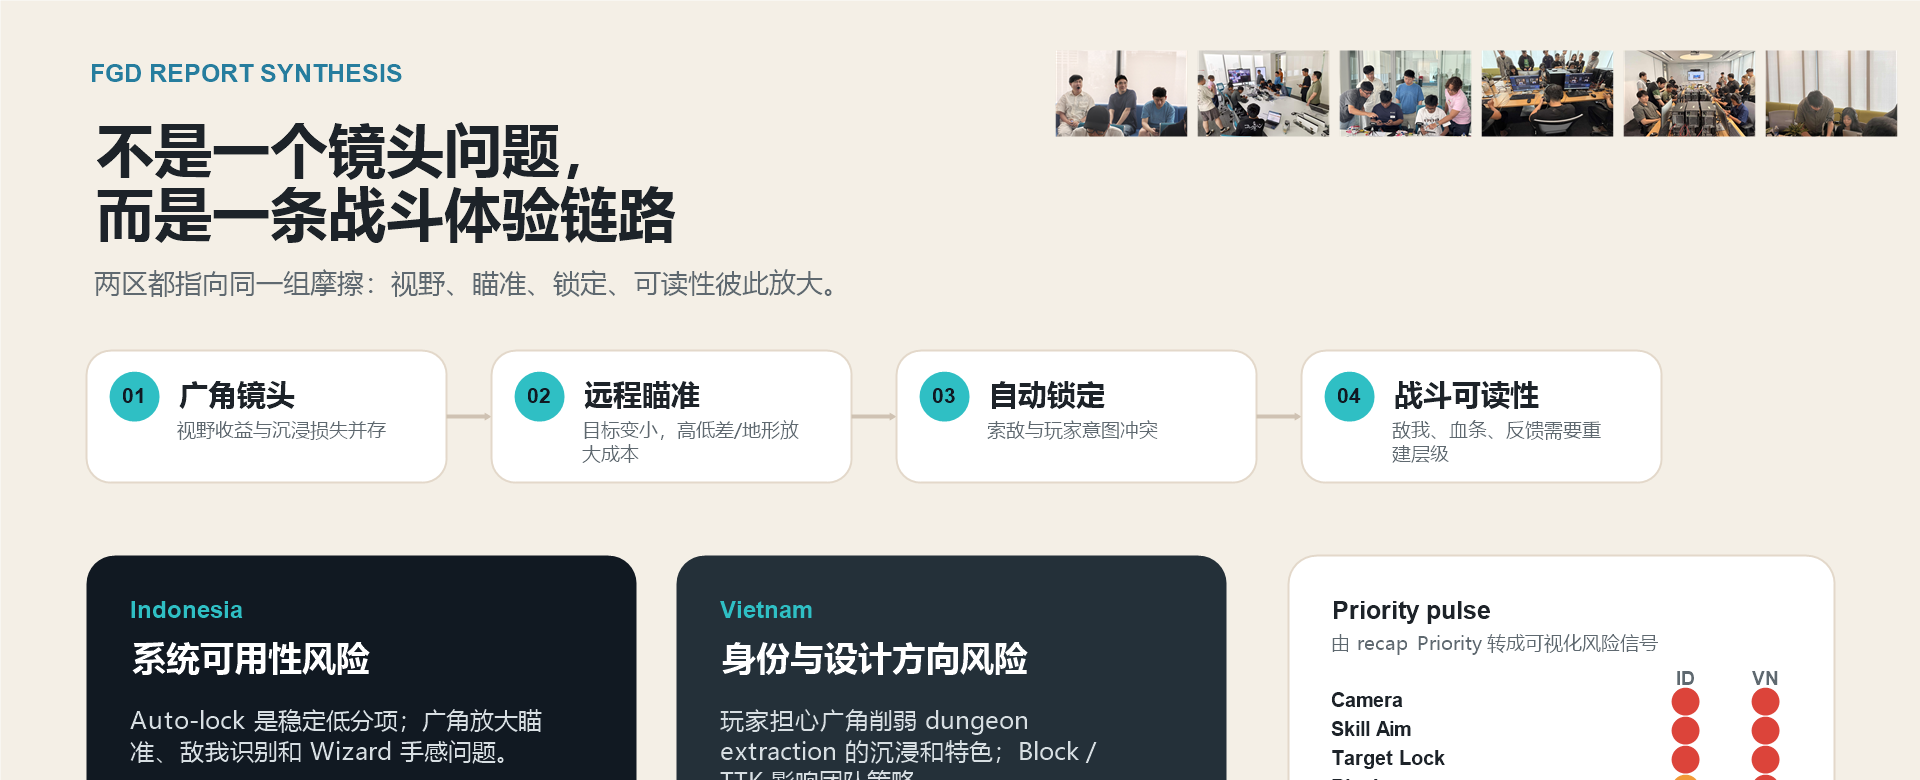 FGD REPORT SYNTHESIS
不是一个镜头问题，
而是一条战斗体验链路
两区都指向同一组摩擦：视野、瞄准、锁定、可读性彼此放大。
01
广角镜头
视野收益与沉浸损失并存
02
远程瞄准
目标变小，高低差/地形放
大成本
03
自动锁定
索敌与玩家意图冲突
04
战斗可读性
敌我、血条、反馈需要重
建层级
Indonesia
系统可用性风险
Auto-lock 是稳定低分项；广角放大瞄
准、敌我识别和 Wizard 手感问题。
Vietnam
身份与设计方向风险
玩家担心广角削弱 dungeon
extraction 的沉浸和特色；Block /
TTK 影响团队策略
Priority pulse
由 recap Priority 转成可视化风险信号
ID VN
Camera
Skill Aim
Target Lock